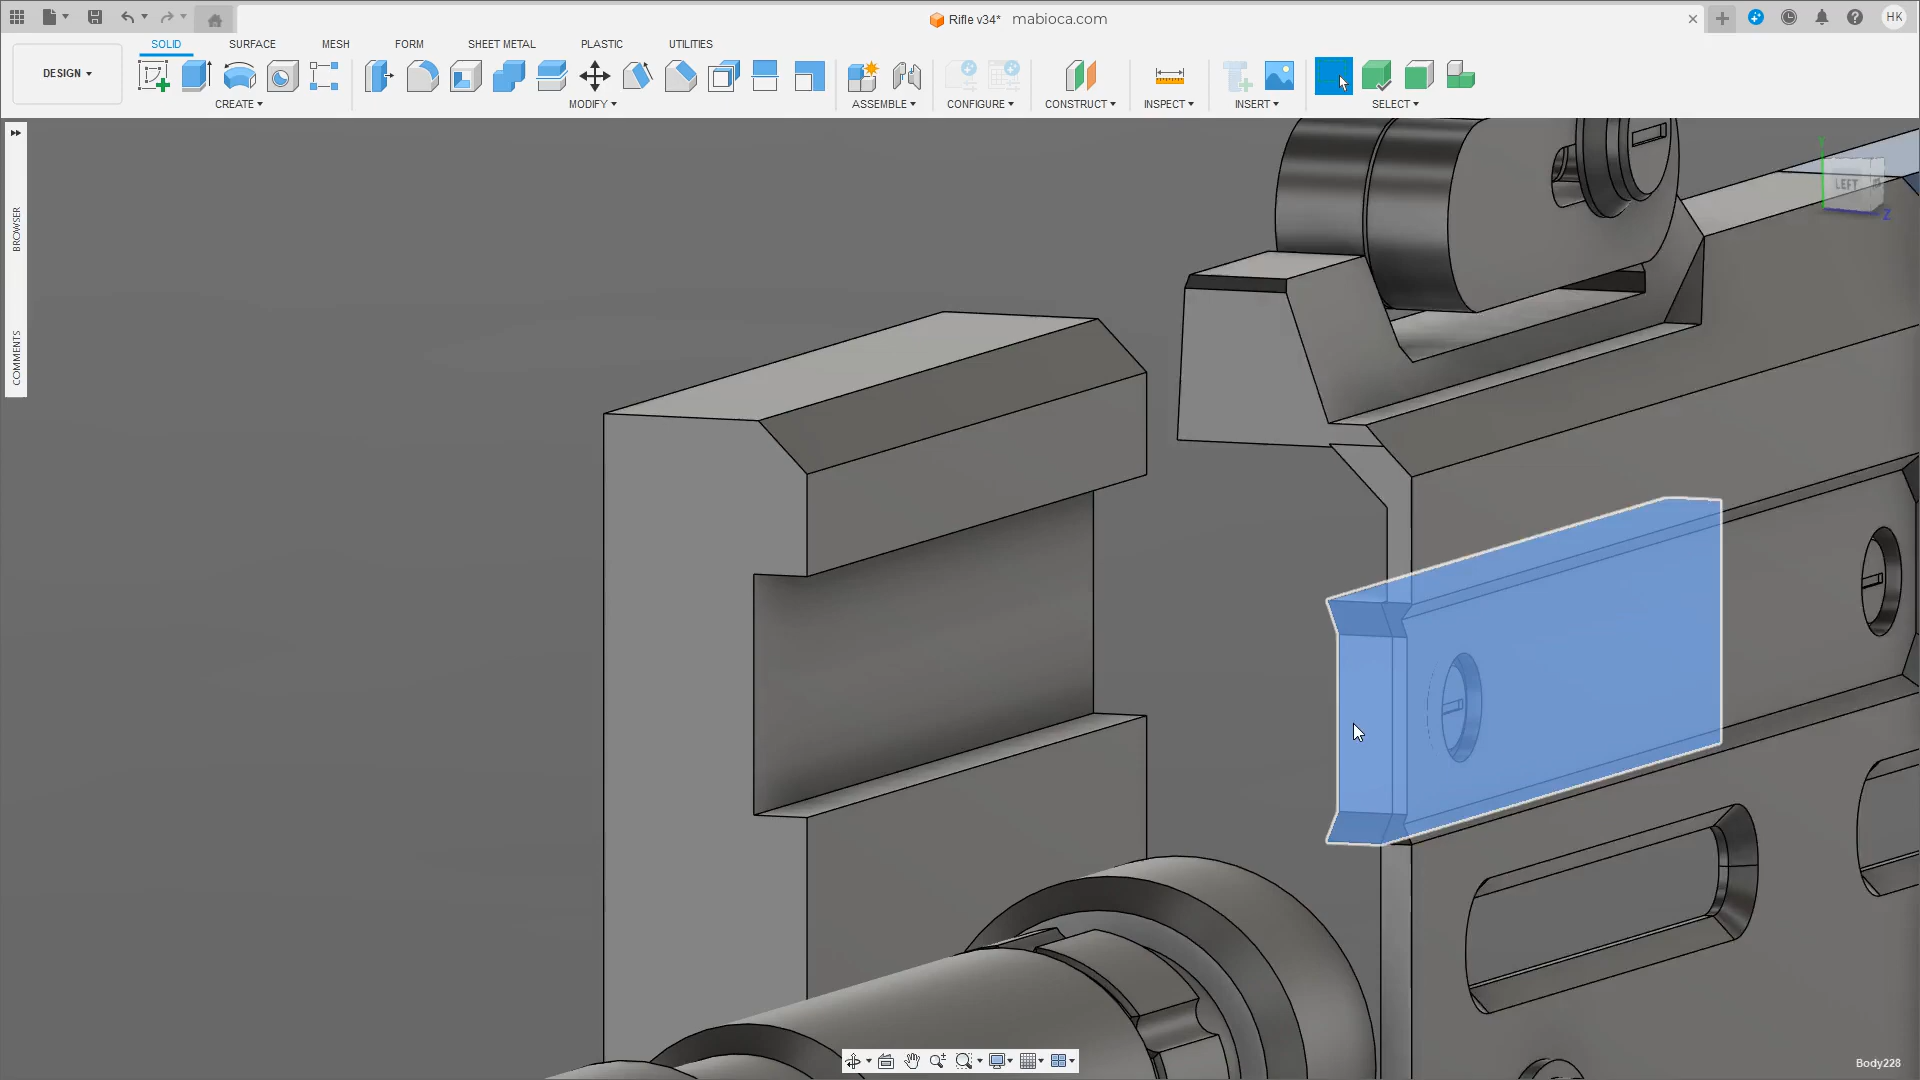 Rifle v34*
mabioca.com
HK
DESIGN
SOLID
SURFACE
MESH
FORM
SHEET METAL
PLASTIC
UTILITIES
CREATE
MODIFY
ASSEMBLE
CONFIGURE
CONSTRUCT
INSPECT
INSERT
SELECT
BROWSER
COMMENTS
LEFT
Z
Body228